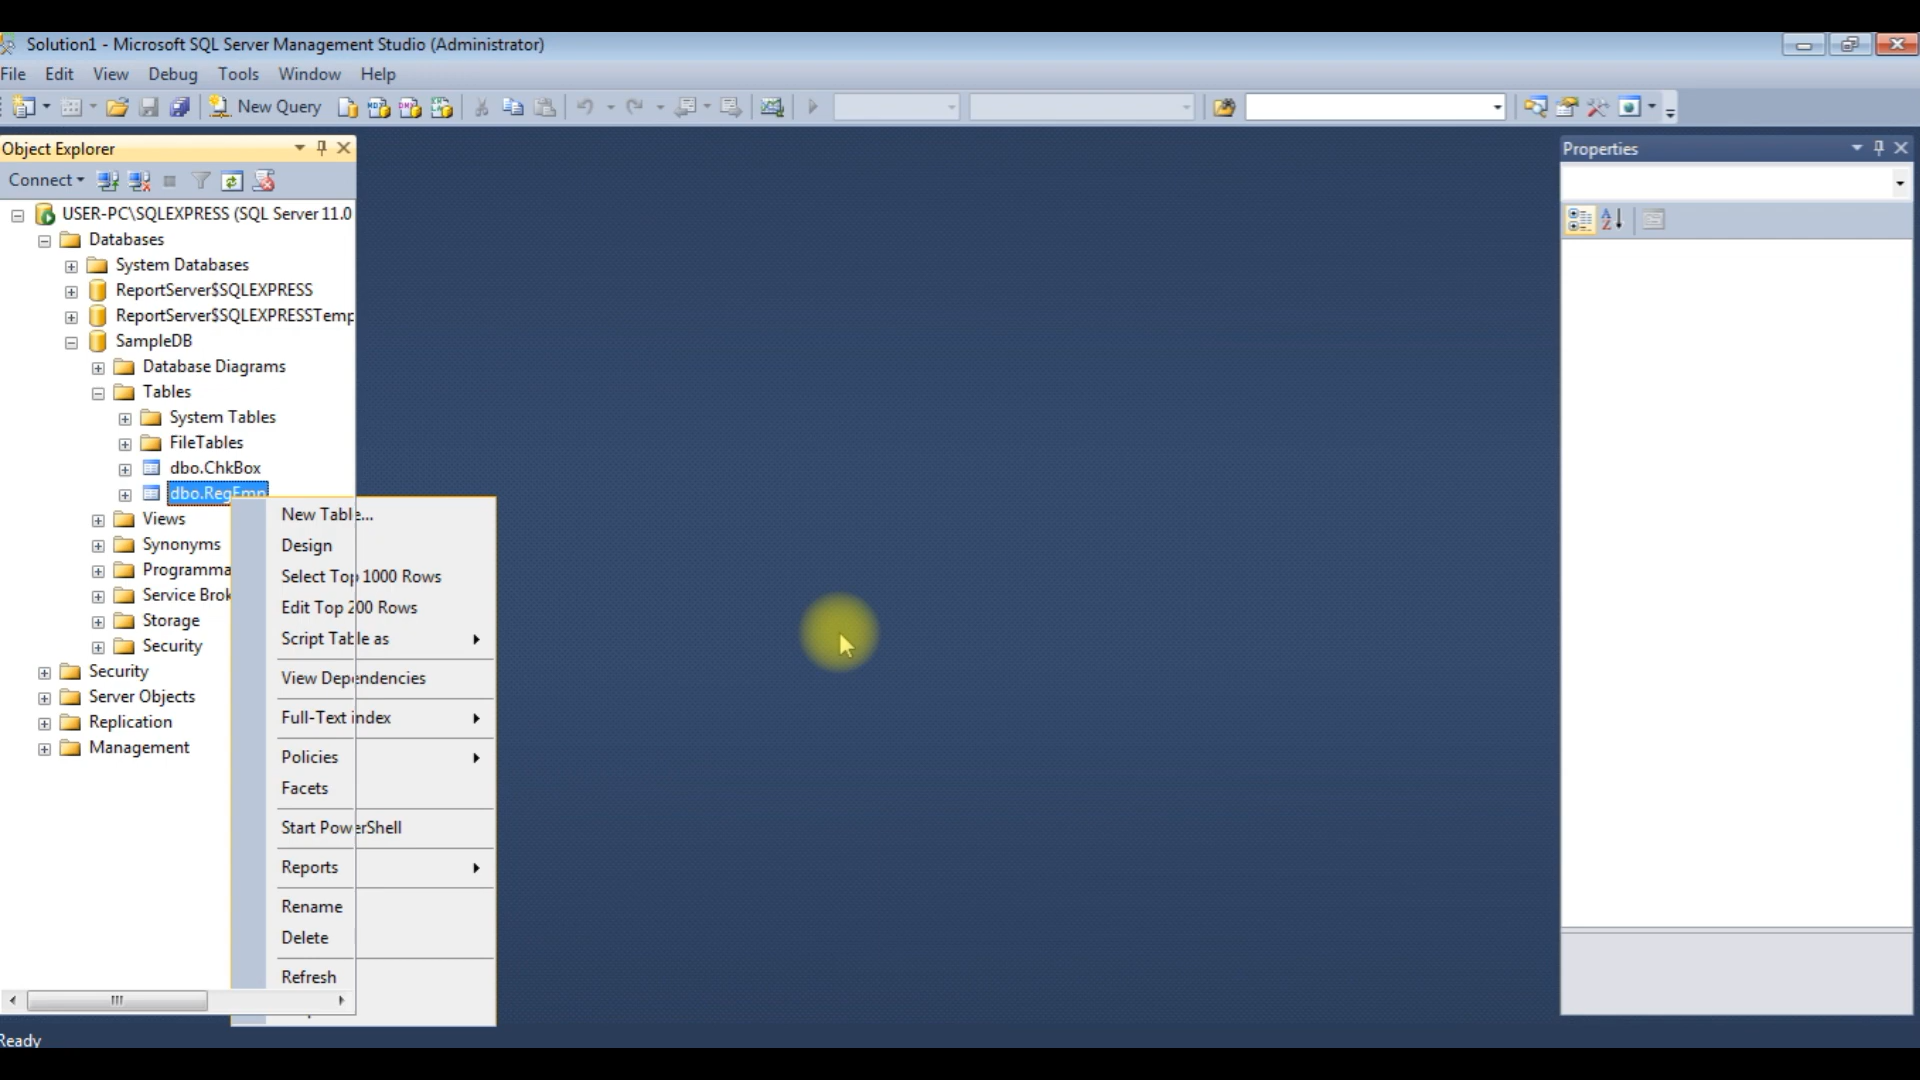 Solution1 - Microsoft SQL Server Management Studio (Administrator)
File Edit View Debug Tools Window Help
New Query
Object Explorer
Connect
USER-PC\SQLEXPRESS (SQL Server 11.0
Databases
System Databases
ReportServer$SQLEXPRESS
ReportServer$SQLEXPRESSTemp
SampleDB
Database Diagrams
Tables
System Tables
FileTables
dbo.ChkBox
dbo.RegEmp
Views
Synonyms
Programma
Service Brok
Storage
Security
Security
Server Objects
Replication
Management
New Table...
Design
Select Top 1000 Rows
Edit Top 200 Rows
Script Table as
View Dependencies
Full-Text index
Policies
Facets
Start PowerShell
Reports
Rename
Delete
Refresh
Properties
Ready